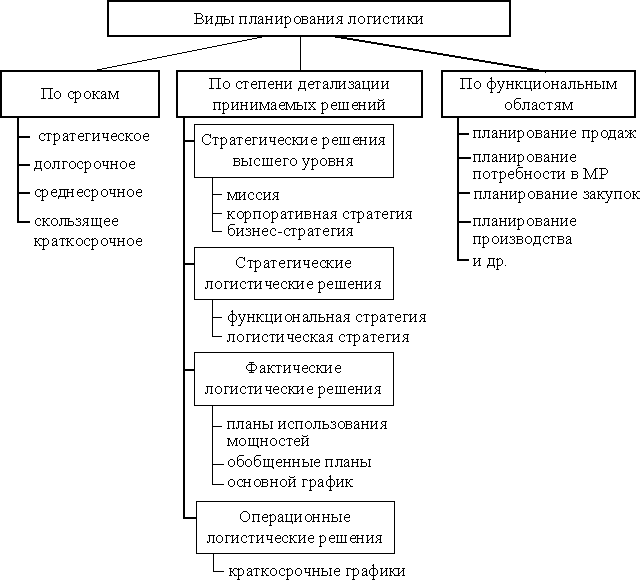 Виды планирования логистики
По срокам
стратегическое
долгосрочное
среднесрочное
скользящее
краткосрочное
По степени детализации
принимаемых решений
Стратегические решения
высшего уровня
миссия
корпоративная стратегия
бизнес-стратегия
Стратегические
логистические решения
функциональная стратегия
логистическая стратегия
Фактические
логистические решения
планы использования
мощностей
обобщенные планы
основной график
Операционные
логистические решения
краткосрочные графики
По функциональным
областям
планирование продаж
планирование
потребности в МР
планирование закупок
планирование
производства
и др.